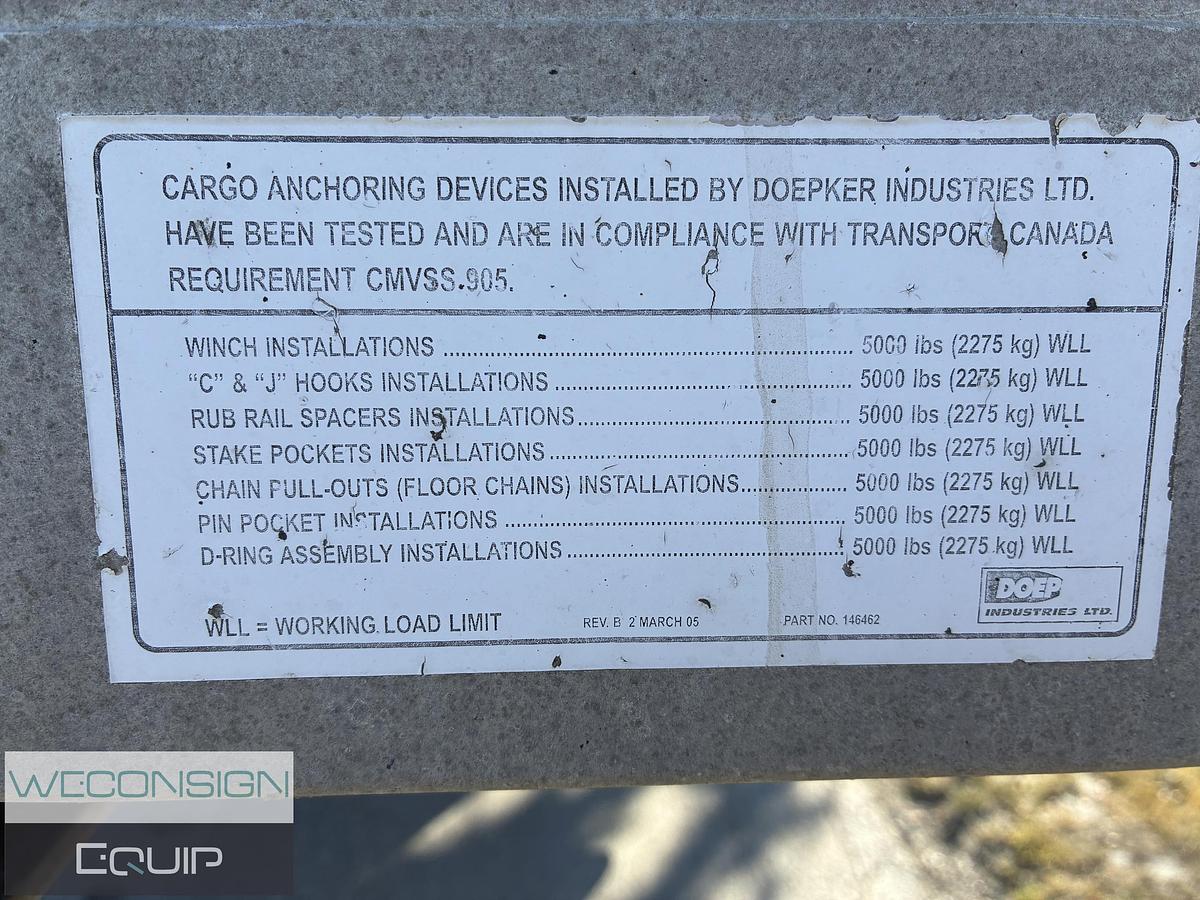 CARGO ANCHORING DEVICES INSTALLED BY DOEPKER INDUSTRIES LTD.
HAVE BEEN TESTED AND ARE IN COMPLIANCE WITH TRANSPORT CANADA
REQUIREMENT CMVSS.905.
WINCH INSTALLATIONS ........ 5000 lbs (2275 kg) WLL
“C” & “J” HOOKS INSTALLATIONS ........ 5000 lbs (2275 kg) WLL
RUB RAIL SPACERS INSTALLATIONS ........ 5000 lbs (2275 kg) WLL
STAKE POCKETS INSTALLATIONS ........ 5000 lbs (2275 kg) WLL
CHAIN PULL-OUTS (FLOOR CHAINS) INSTALLATIONS ........ 5000 lbs (2275 kg) WLL
PIN POCKET INSTALLATIONS ........ 5000 lbs (2275 kg) WLL
D-RING ASSEMBLY INSTALLATIONS ........ 5000 lbs (2275 kg) WLL
DOEP
INDUSTRIES LTD.
WLL = WORKING LOAD LIMIT REV. B 2 MARCH 05 PART NO. 146462
WECONSIGN
EQUIP